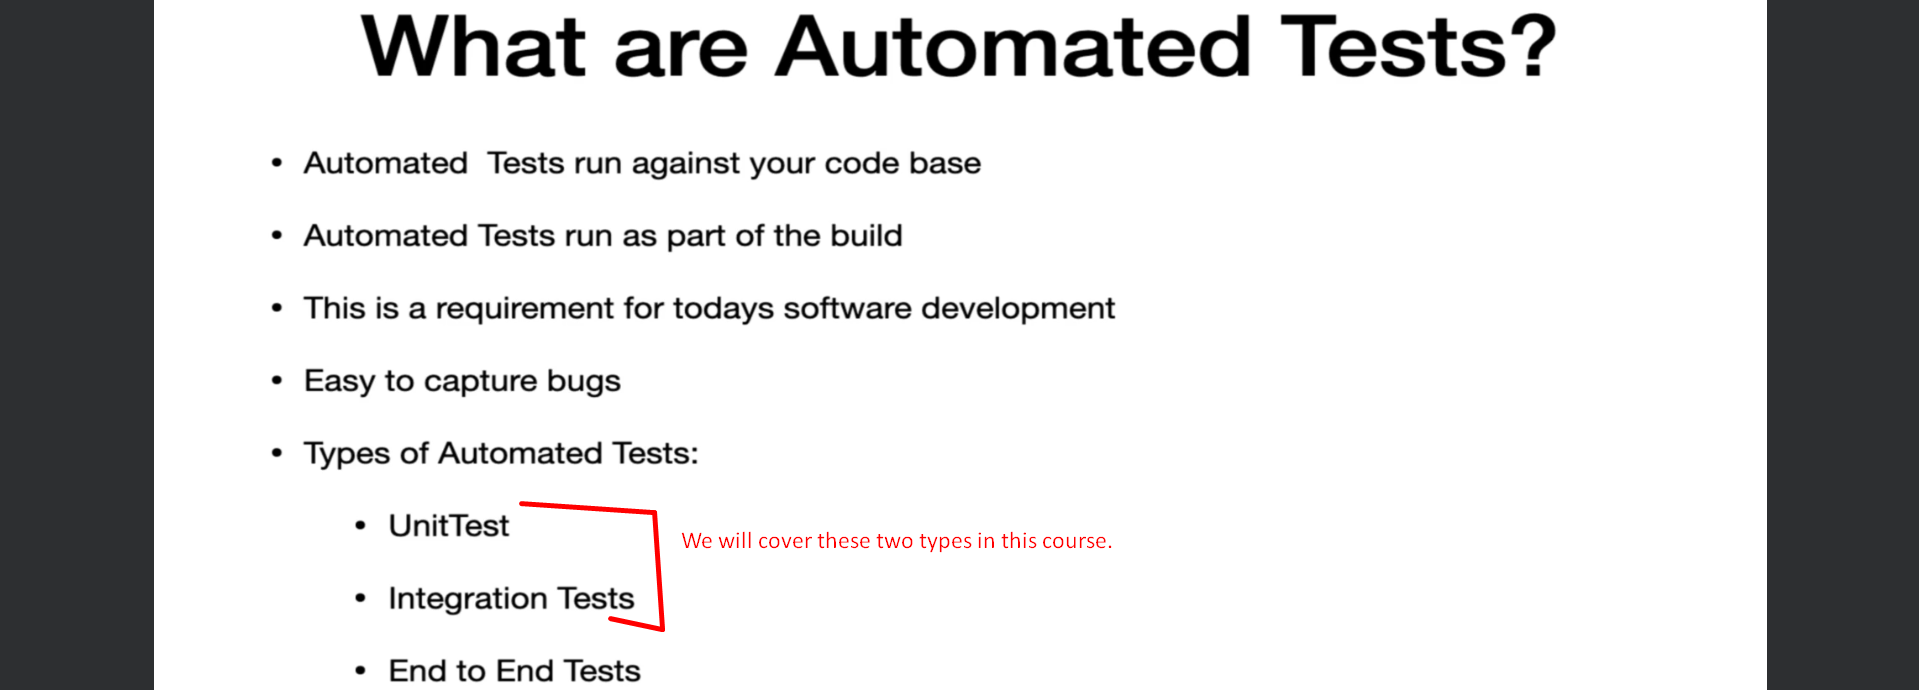 What are Automated Tests?
• Automated  Tests run against your code base
• Automated Tests run as part of the build
• This is a requirement for todays software development
• Easy to capture bugs
• Types of Automated Tests:
• UnitTest
We will cover these two types in this course.
• Integration Tests
• End to End Tests